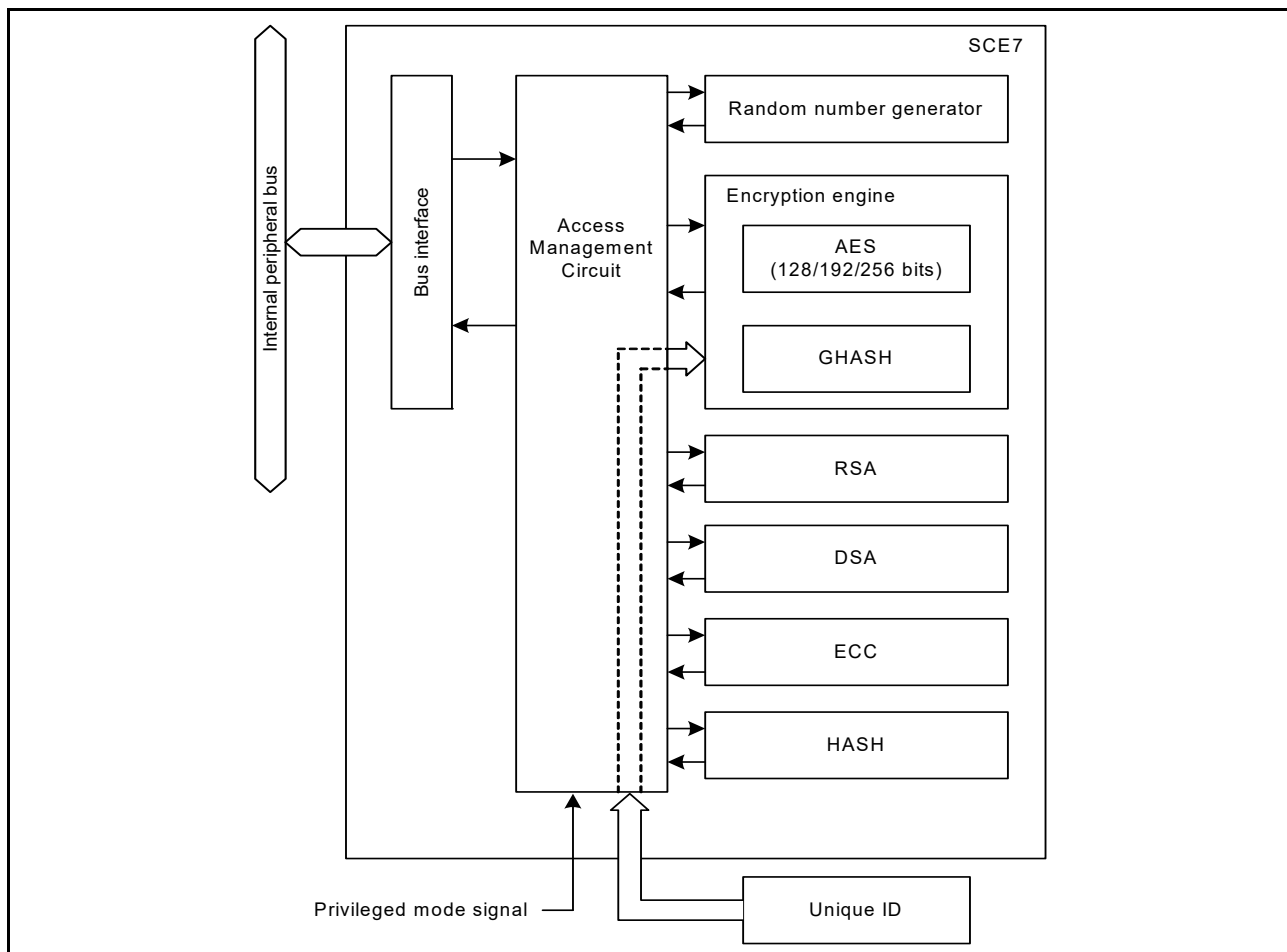 SCE7
Internal peripheral bus
Bus interface
Access
Management
Circuit
Random number generator
Encryption engine
AES
(128/192/256 bits)
GHASH
RSA
DSA
ECC
HASH
Privileged mode signal
Unique ID